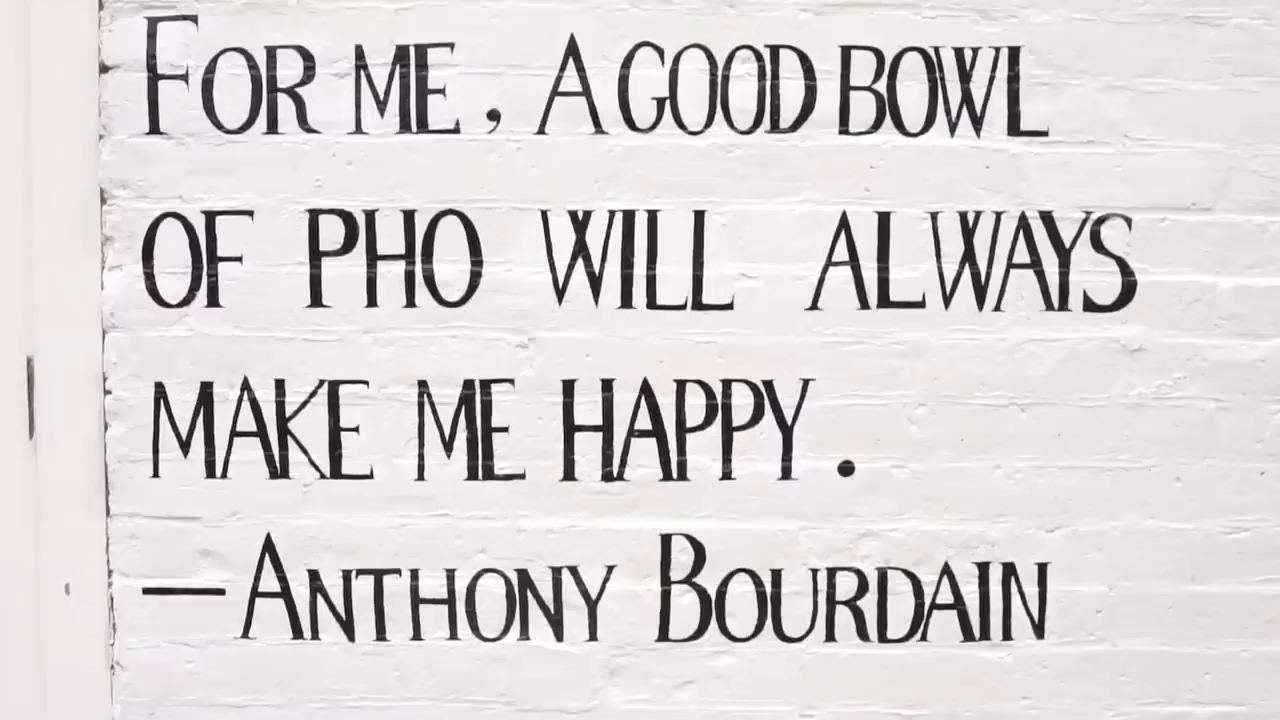 FOR ME, A GOOD BOWL
OF PHO WILL ALWAYS
MAKE ME HAPPY.
—ANTHONY BOURDAIN